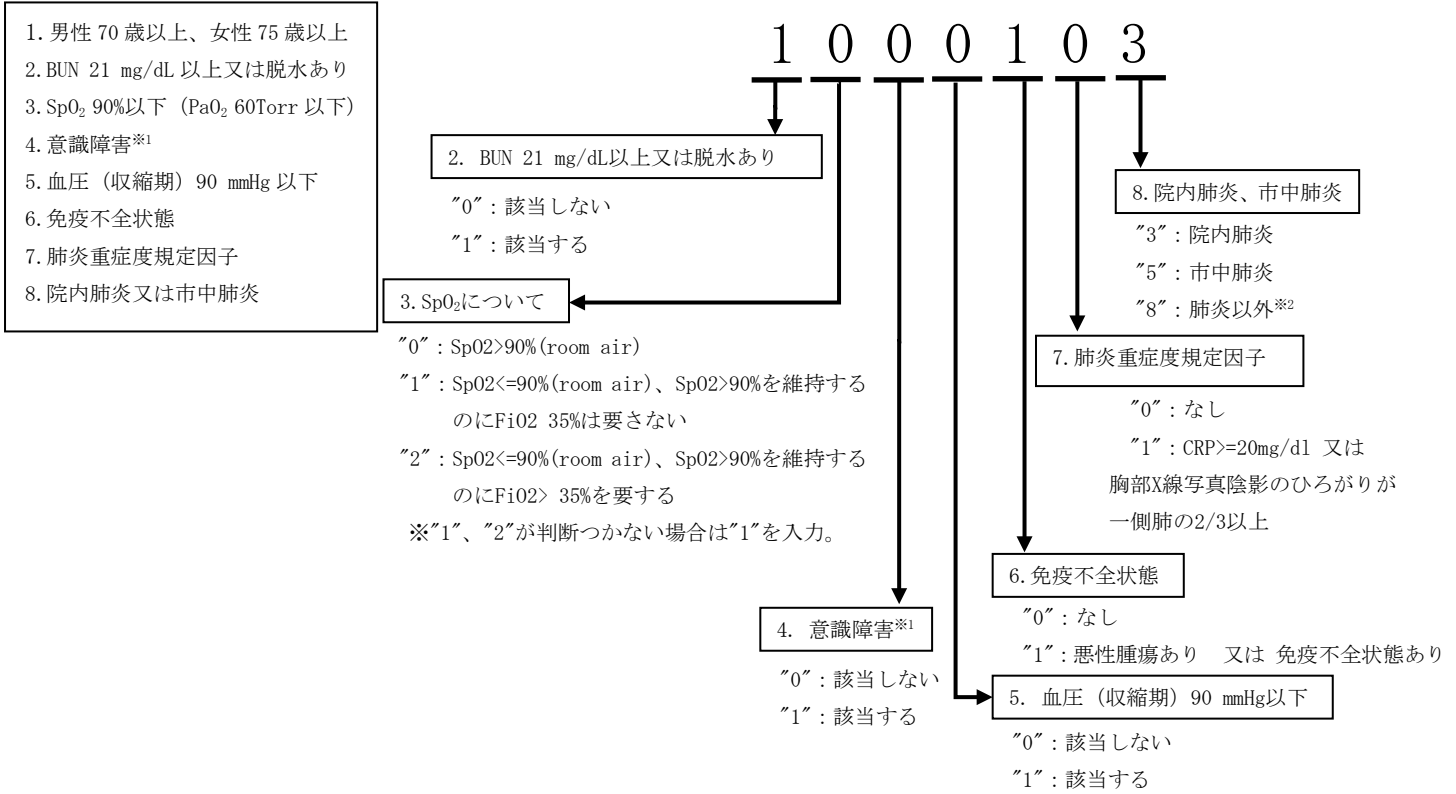 1. 男性 70 歳以上、女性 75 歳以上
2. BUN 21 mg/dL 以上又は脱水あり
3. SpO₂ 90%以下（PaO₂ 60Torr 以下）
4. 意識障害※1
5. 血圧（収縮期）90 mmHg 以下
6. 免疫不全状態
7. 肺炎重症度規定因子
8. 院内肺炎又は市中肺炎
1 0 0 0 1 0 3
2. BUN 21 mg/dL以上又は脱水あり
"0"：該当しない
"1"：該当する
3. SpO₂について
"0"：SpO2>90%(room air)
"1"：SpO2<=90%(room air)、SpO2>90%を維持する
のにFiO2 35%は要さない
"2"：SpO2<=90%(room air)、SpO2>90%を維持する
のにFiO2> 35%を要する
※"1"、"2"が判断つかない場合は"1"を入力。
4. 意識障害※1
"0"：該当しない
"1"：該当する
5. 血圧（収縮期）90 mmHg以下
"0"：該当しない
"1"：該当する
6. 免疫不全状態
"0"：なし
"1"：悪性腫瘍あり 又は 免疫不全状態あり
7. 肺炎重症度規定因子
"0"：なし
"1"：CRP>=20mg/dl 又は
胸部X線写真陰影のひろがりが
一側肺の2/3以上
8. 院内肺炎、市中肺炎
"3"：院内肺炎
"5"：市中肺炎
"8"：肺炎以外※2